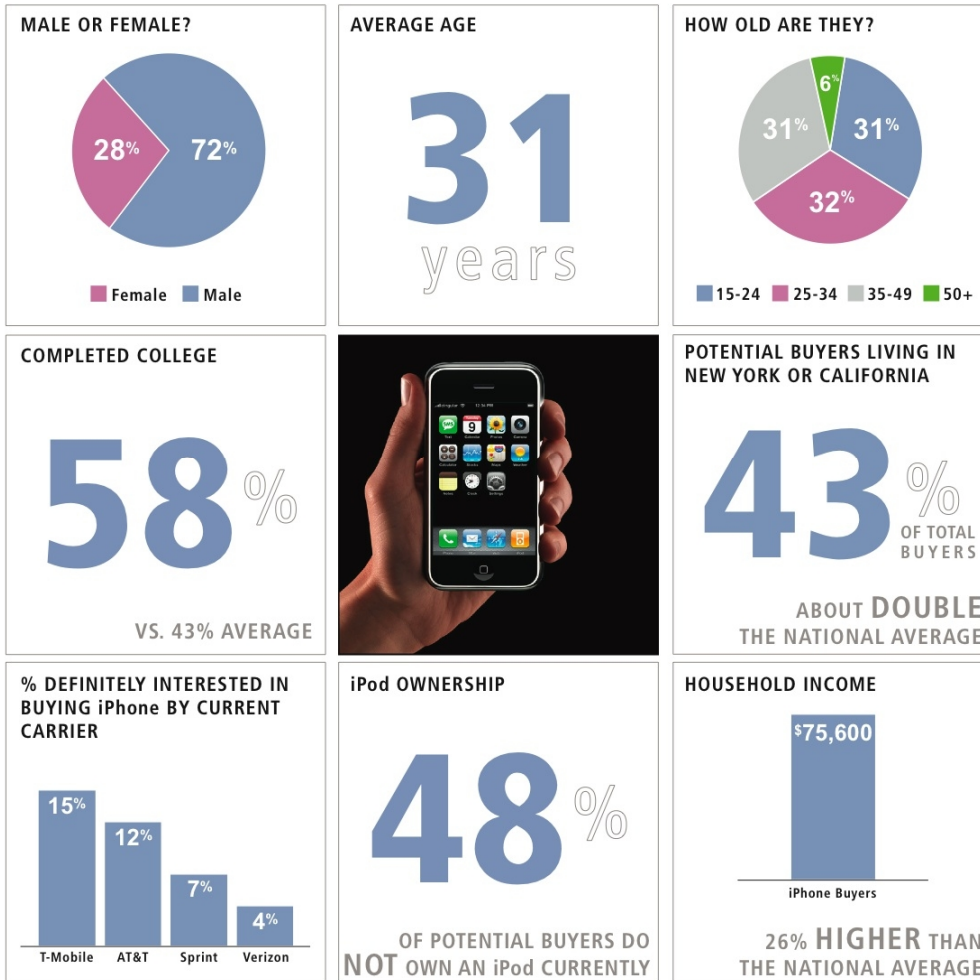 MALE OR FEMALE?
28%
72%
Female
Male
AVERAGE AGE
31
years
HOW OLD ARE THEY?
6%
31%
31%
32%
15-24
25-34
35-49
50+
COMPLETED COLLEGE
58%
VS. 43% AVERAGE
SMS
9
POTENTIAL BUYERS LIVING IN
NEW YORK OR CALIFORNIA
43%
OF TOTAL
BUYERS
ABOUT DOUBLE
THE NATIONAL AVERAGE
% DEFINITELY INTERESTED IN
BUYING iPhone BY CURRENT
CARRIER
15%
12%
7%
4%
T-Mobile
AT&T
Sprint
Verizon
iPod OWNERSHIP
48%
OF POTENTIAL BUYERS DO
NOT OWN AN iPod CURRENTLY
HOUSEHOLD INCOME
$75,600
iPhone Buyers
26% HIGHER THAN
THE NATIONAL AVERAGE